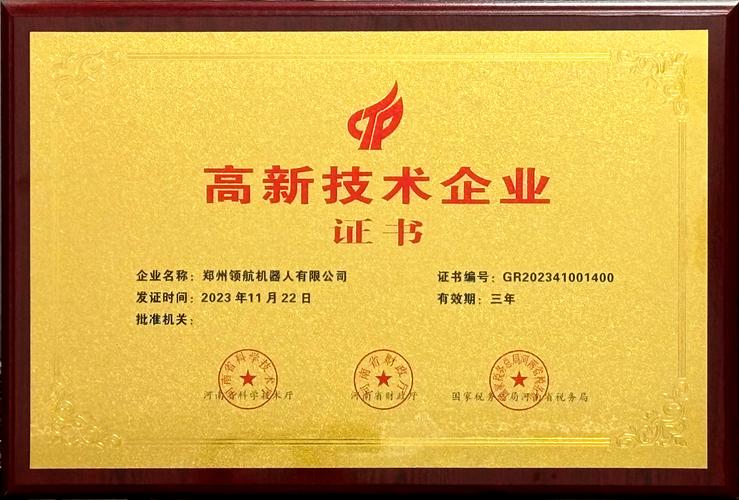 高新技术企业
证书
企业名称：郑州领航机器人有限公司 证书编号：GR202341001400
发证时间：2023年11月22日 有效期：三年
批准机关：
河南省科学技术厅 河南省财政厅 国家税务总局河南省税务局